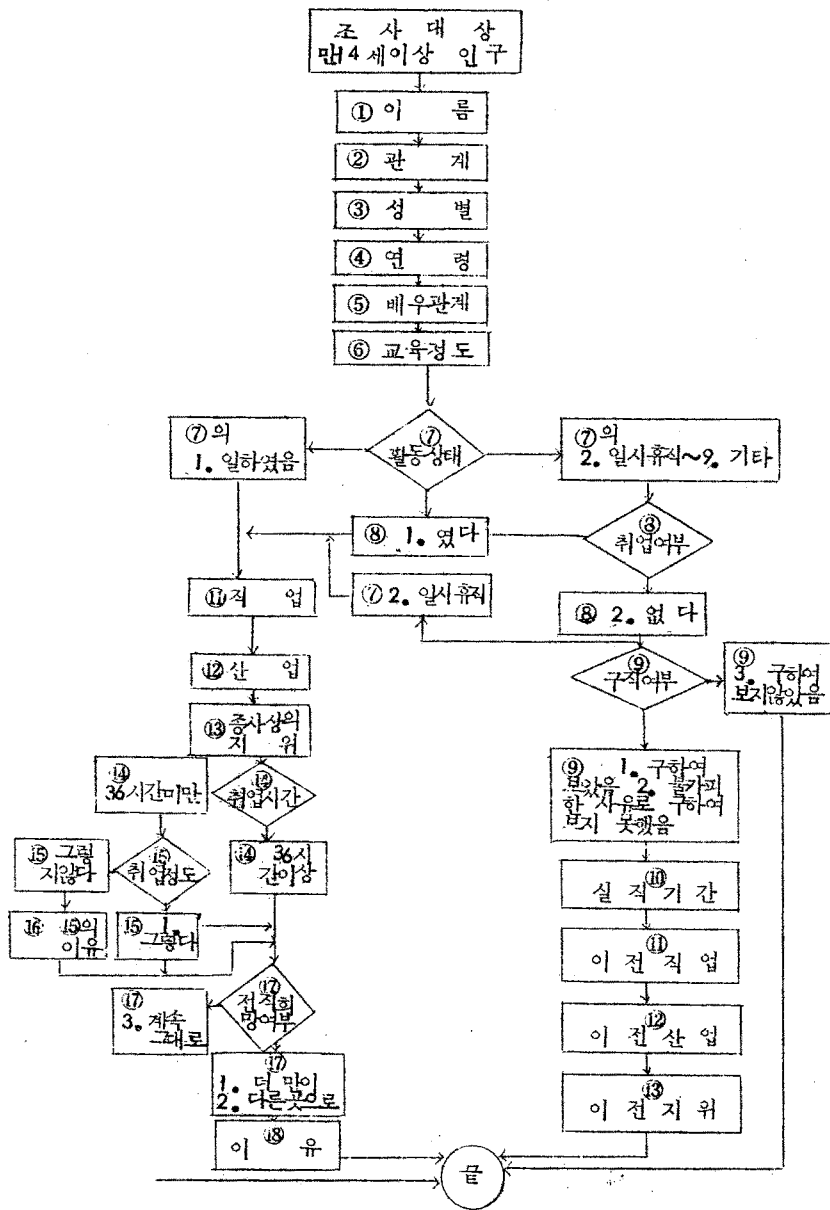 조 사 대 상
만14세이상 인구
① 이 름
② 관 계
③ 성 별
④ 연 령
⑤ 배우관계
⑥ 교육정도
⑦의
1. 일하였음
⑦
활동상태
⑦의
2. 일시휴직~9. 기타
⑧ 1. 였다
⑧
취업여부
⑪직 업
⑦2. 일시휴직
⑧ 2. 없다
⑫산 업
⑨
구직여부
⑨
3. 구하여
보지않았음
⑬종사상의
지 위
⑭
36시간미만
⑭
취업시간
⑨ 1. 구하여
보았음 2. 불가피
한 사유로 구하여
보지 못했음
⑮ 그렇
지않다
⑮
취업정도
⑭ 36시
간이상
⑩
실 직 기 간
⑯ ⑮의
이유
⑮ 1.
그렇다
⑪
이 전 직 업
⑰
3. 계속
그대로
⑰
전직희
망여부
⑫
이 전 산 업
⑰
1. 더 많이
2. 다른곳으로
⑬
이 전 지 위
⑱
이 유
끝